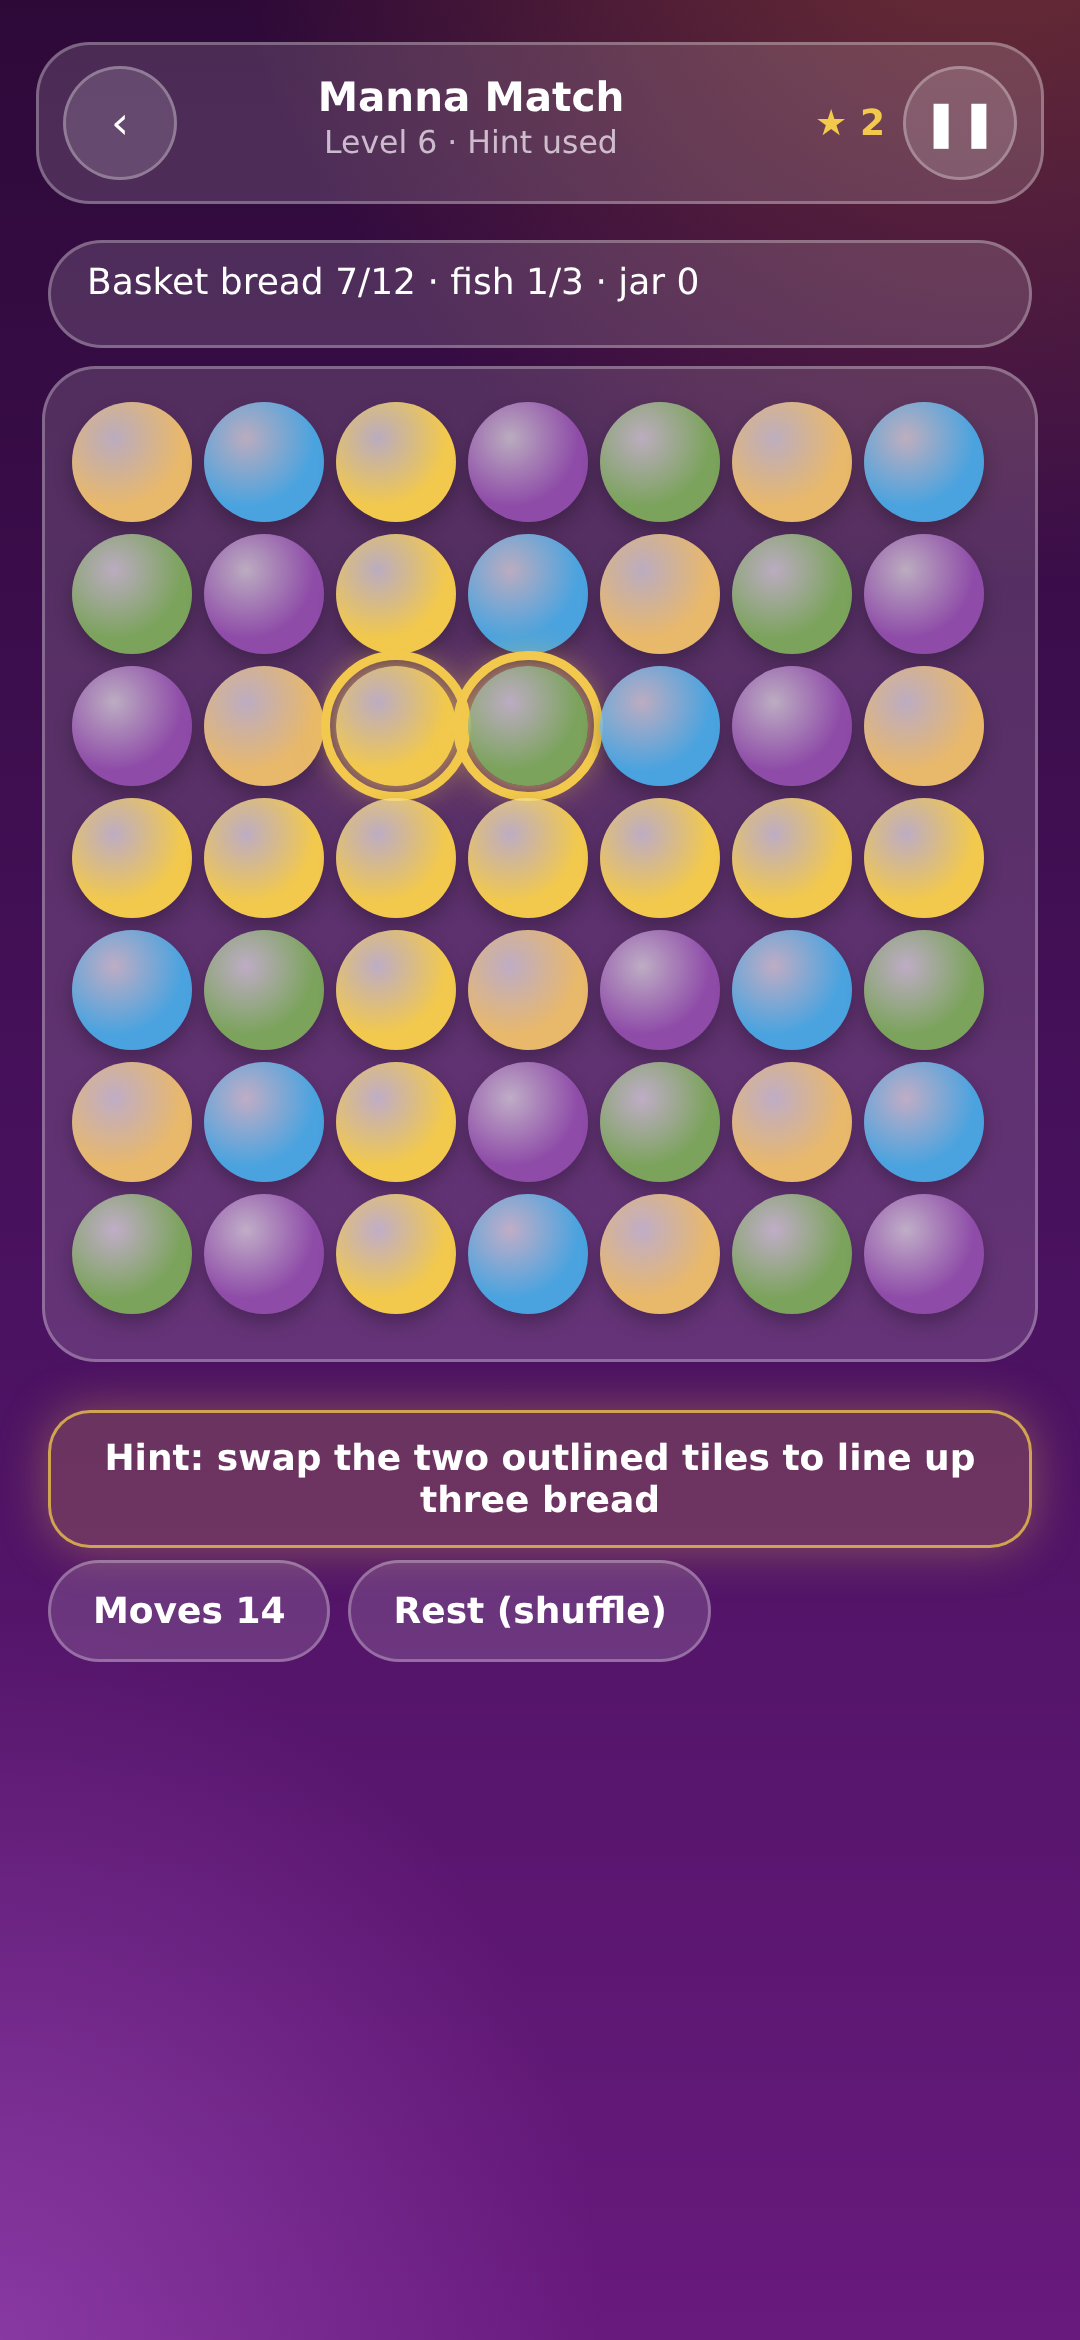 ‹
Manna Match
Level 6 · Hint used
★ 2
Basket bread 7/12 · fish 1/3 · jar 0
Hint: swap the two outlined tiles to line up
three bread
Moves 14
Rest (shuffle)